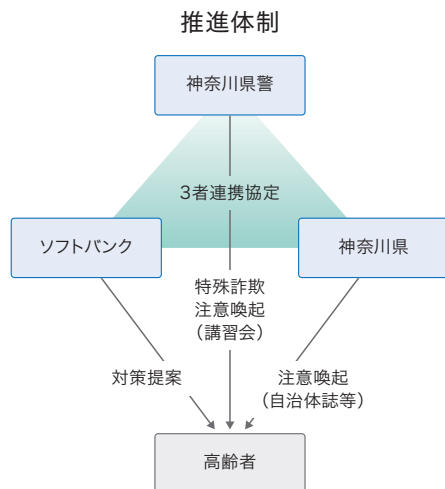 推進体制
神奈川県警
3者連携協定
ソフトバンク
神奈川県
特殊詐欺
注意喚起
（講習会）
対策提案
注意喚起
（自治体誌等）
高齢者